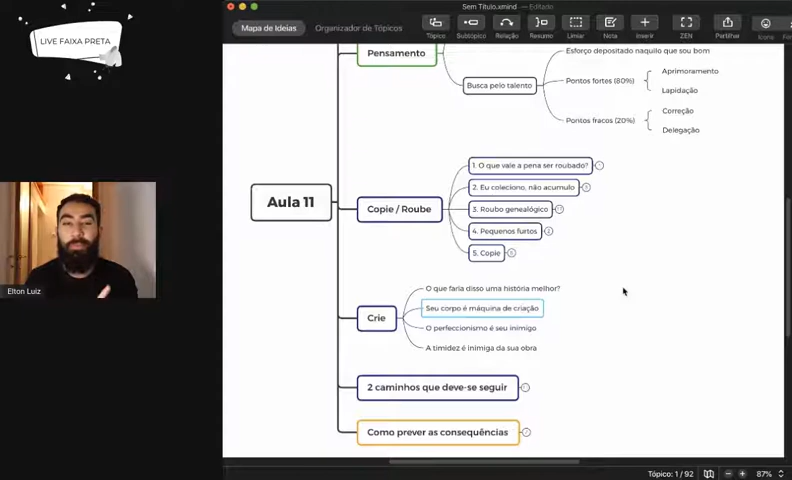 LIVE FAIXA PRETA
Elton Luiz
Sem Título.xmind — Editado
Mapa de Ideias
Organizador de Tópicos
Tópico
Subtópico
Relação
Resumo
Limiar
Nota
Inserir
ZEN
Partilhar
Ícons
Pensamento
Esforço depositado naquilo que sou bom
Busca pelo talento
Pontos fortes (80%)
Aprimoramento
Lapidação
Pontos fracos (20%)
Correção
Delegação
Aula 11
Copie / Roube
1. O que vale a pena ser roubado?
2. Eu coleciono, não acumulo
3. Roubo genealógico
4. Pequenos furtos
5. Copie
Crie
O que faria disso uma história melhor?
Seu corpo é máquina de criação
O perfeccionismo é seu inimigo
A timidez é inimiga da sua obra
2 caminhos que deve-se seguir
Como prever as consequências
Tópico: 1 / 92
87%